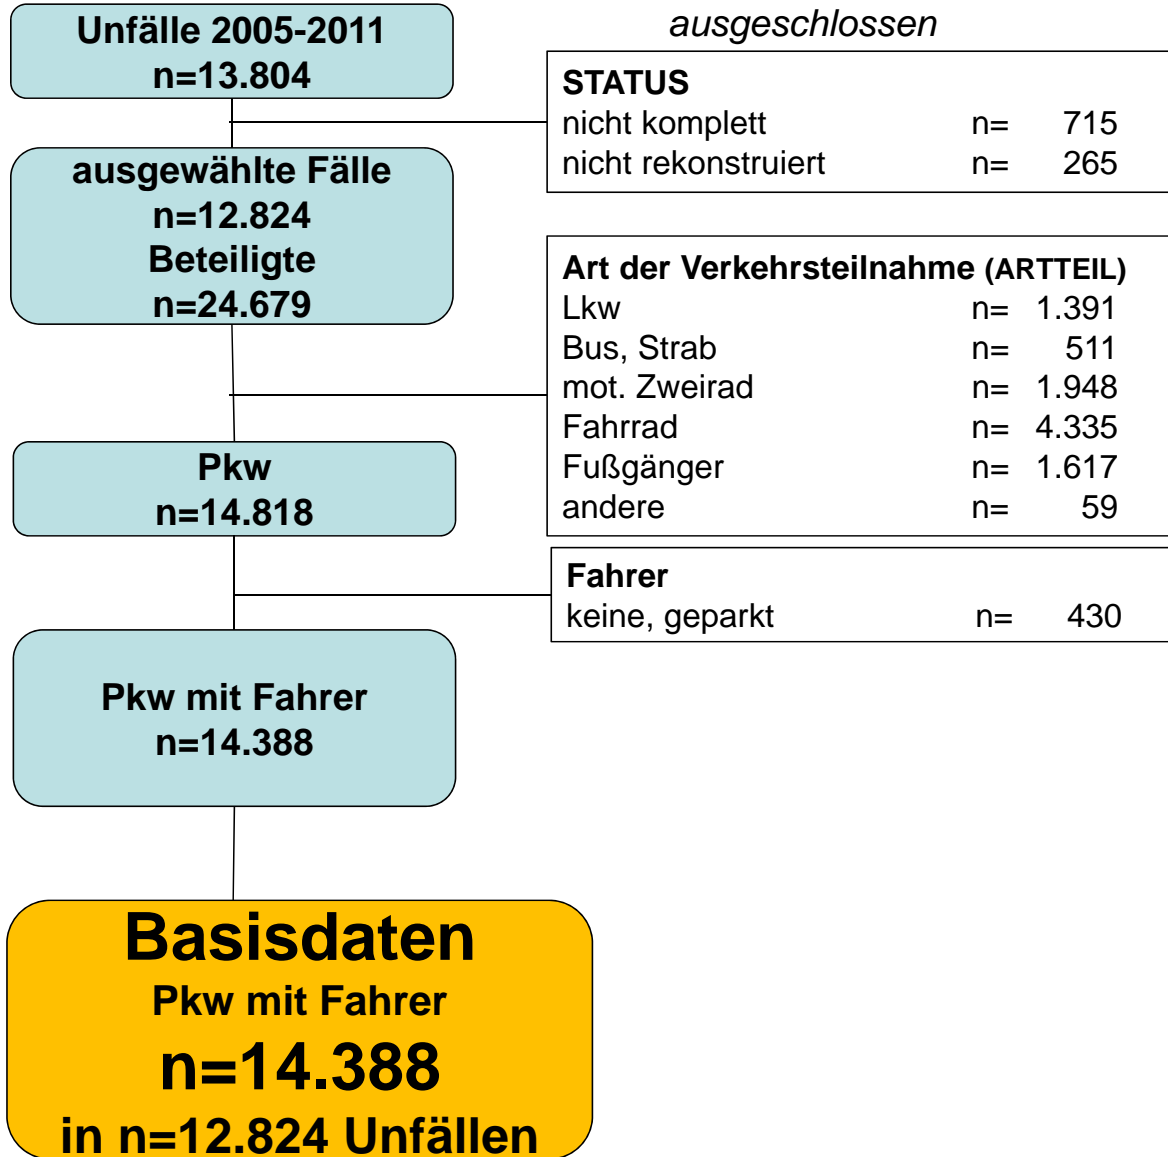 Unfälle 2005-2011
n=13.804
ausgeschlossen
STATUS
nicht komplett n= 715
nicht rekonstruiert n= 265
ausgewählte Fälle
n=12.824
Beteiligte
n=24.679
Art der Verkehrsteilnahme (ARTTEIL)
Lkw n= 1.391
Bus, Strab n= 511
mot. Zweirad n= 1.948
Fahrrad n= 4.335
Fußgänger n= 1.617
andere n= 59
Pkw
n=14.818
Fahrer
keine, geparkt n= 430
Pkw mit Fahrer
n=14.388
Basisdaten
Pkw mit Fahrer
n=14.388
in n=12.824 Unfällen